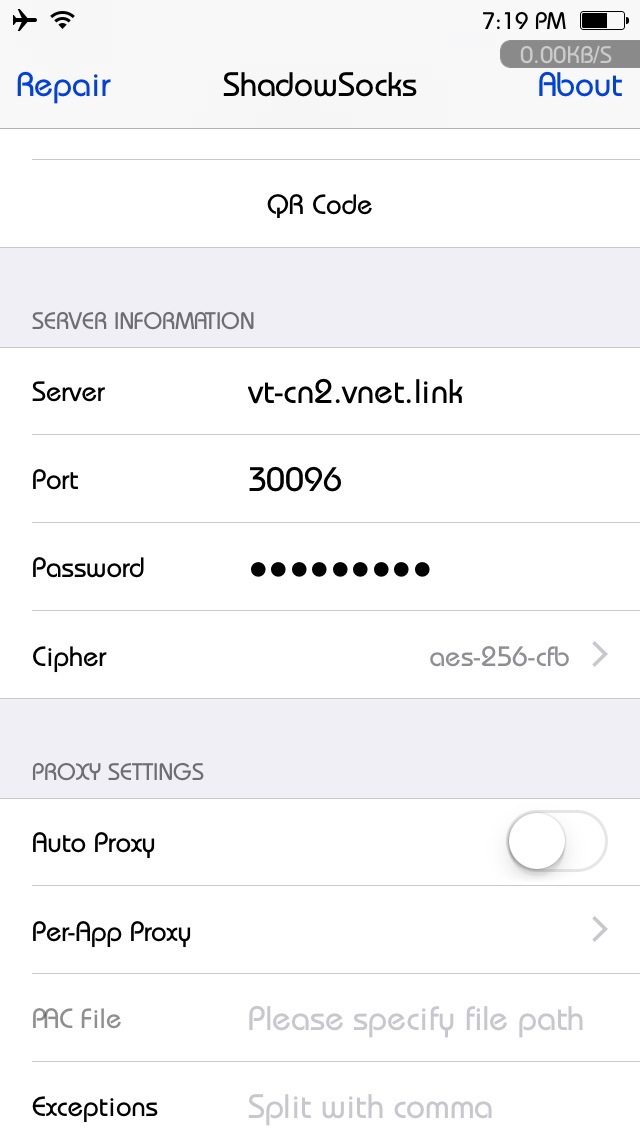 7:19 PM
0.00KB/S
Repair ShadowSocks About
QR Code
SERVER INFORMATION
Server vt-cn2.vnet.link
Port 30096
Password ●●●●●●●●●
Cipher aes-256-cfb
PROXY SETTINGS
Auto Proxy
Per-App Proxy
PAC File Please specify file path
Exceptions Split with comma